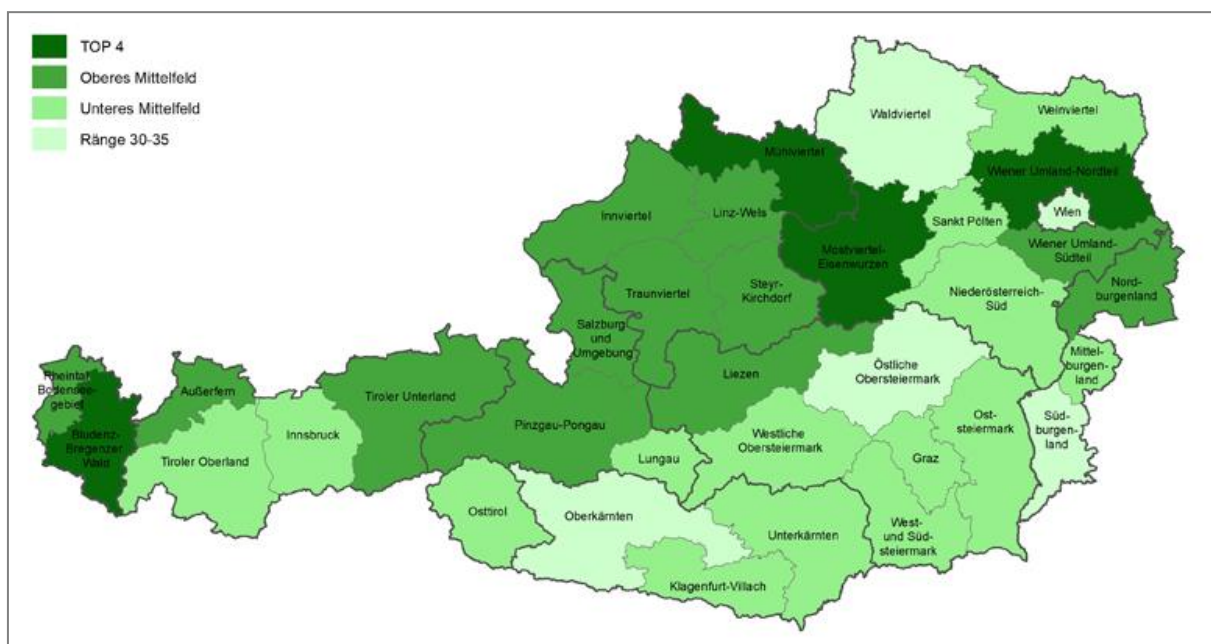 TOP 4
Oberes Mittelfeld
Unteres Mittelfeld
Ränge 30-35
Waldviertel
Weinviertel
Mühlviertel
Wiener Umland-Nordteil
Innviertel
Linz-Wels
Sankt Pölten
Wien
Mostviertel-
Eisenwurzen
Wiener Umland-
Südteil
Traunviertel
Steyr-
Kirchdorf
Niederösterreich-
Süd
Nord-
burgenland
Salzburg
und
Umgebung
Mittel-
burgen-
land
Rheintal
Bodensee-
gebiet
Außerfern
Tiroler Unterland
Liezen
Östliche
Obersteiermark
Bludenz-
Bregenzer
Wald
Innsbruck
Pinzgau-Pongau
Ost-
steiermark
Süd-
burgen-
land
Tiroler Oberland
Lungau
Westliche
Obersteiermark
Graz
Osttirol
Oberkärnten
Unterkärnten
West-
und Süd-
steiermark
Klagenfurt-Villach